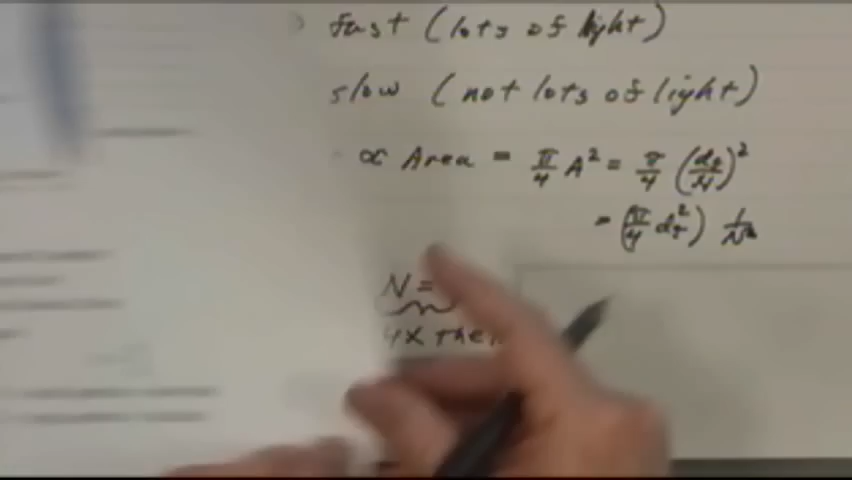 fast (lots of light)
slow (not lots of light)
∝ Area = π/4 A² = π/4 (d_f/N)²
= (π/4 d_f²) 1/N²
N =
4X the